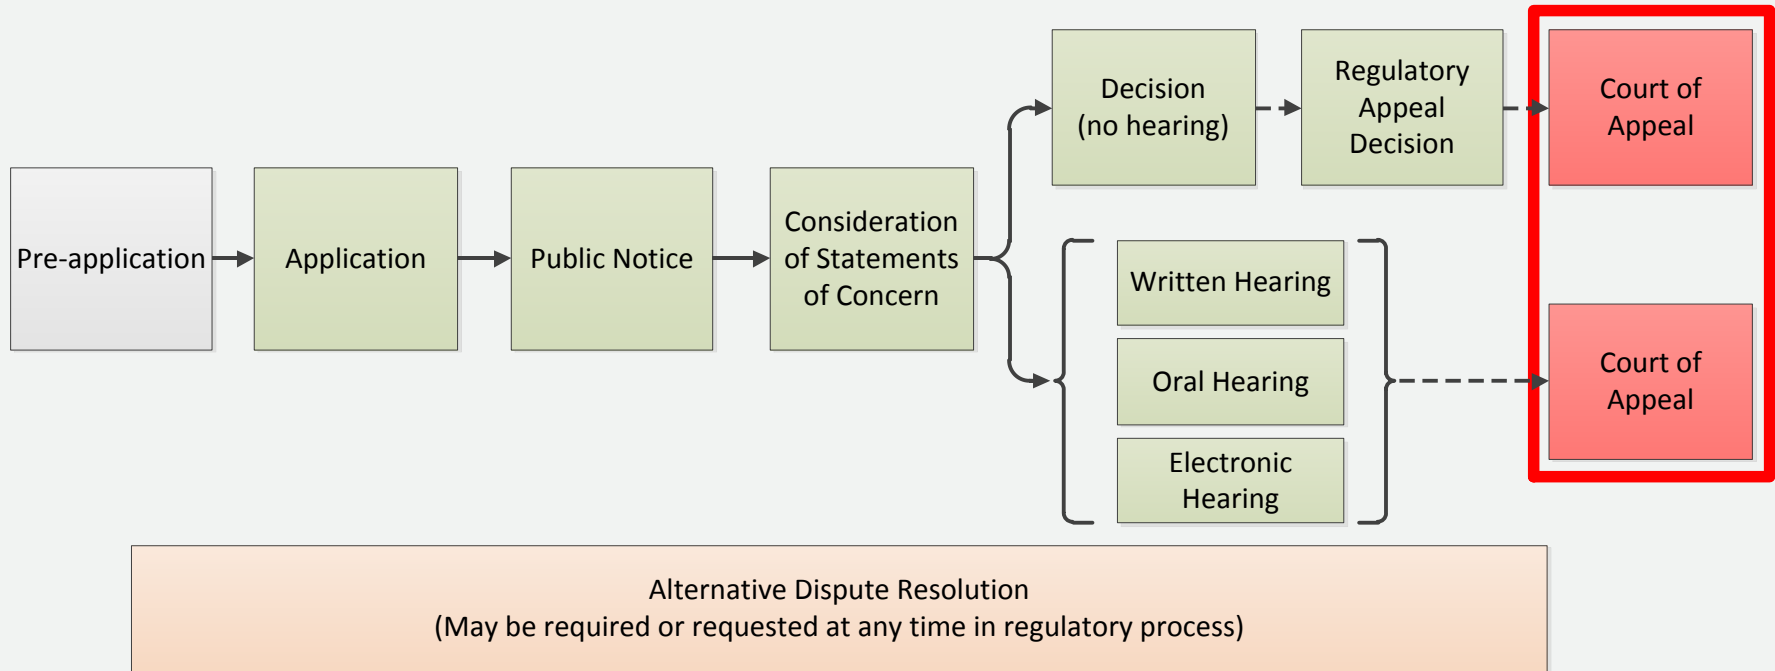 Pre-application
Application
Public Notice
Consideration
of Statements
of Concern
Decision
(no hearing)
Regulatory
Appeal
Decision
Court of
Appeal
Written Hearing
Oral Hearing
Electronic
Hearing
Court of
Appeal
Alternative Dispute Resolution
(May be required or requested at any time in regulatory process)